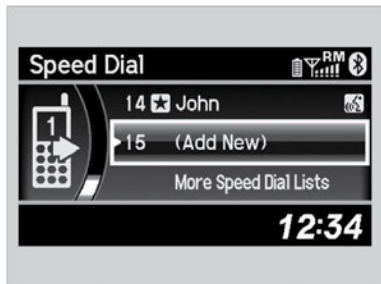 Speed Dial
RM
14 John
1
15 (Add New)
More Speed Dial Lists
12:34